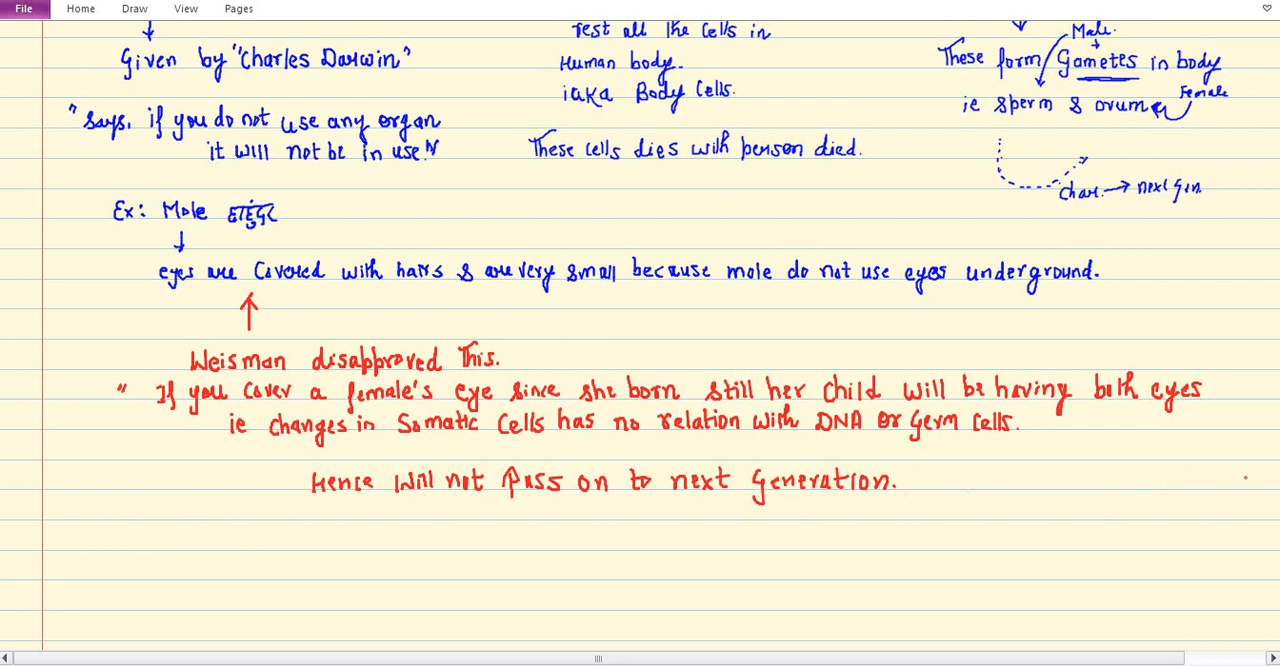 File Home Draw View Pages
Given by "Charles Darwin"
"Says, if you do not use any organ
it will not be in use."
rest all the cells in
Human body.
i aka Body Cells.
These cells dies with person died.
Male
These form Gametes in body
ie sperm & ovum Female
Char. → next Gen.
Ex: Mole
eyes are Covered with hairs & are very small because mole do not use eyes underground.
Weisman disapproved This.
" If you cover a female's eye since she born still her child will be having both eyes
ie changes in Somatic Cells has no relation with DNA or Germ Cells.
Hence will not Pass on to next Generation.